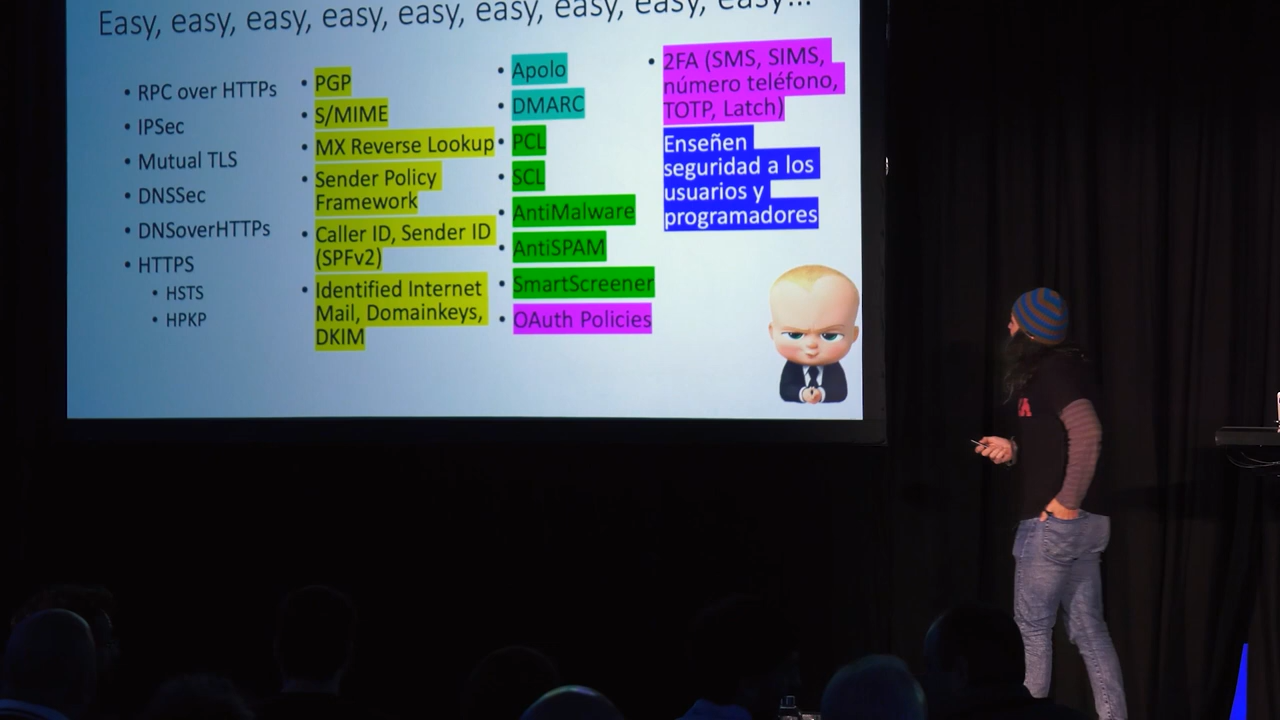 Easy, easy, easy, easy, easy, easy, easy, easy, easy...
RPC over HTTPs
IPSec
Mutual TLS
DNSSec
DNSoverHTTPs
HTTPS
HSTS
HPKP
PGP
S/MIME
MX Reverse Lookup
Sender Policy
Framework
Caller ID, Sender ID
(SPFv2)
Identified Internet
Mail, Domainkeys,
DKIM
Apolo
DMARC
PCL
SCL
AntiMalware
AntiSPAM
SmartScreener
OAuth Policies
2FA (SMS, SIMS,
número teléfono,
TOTP, Latch)
Enseñen
seguridad a los
usuarios y
programadores